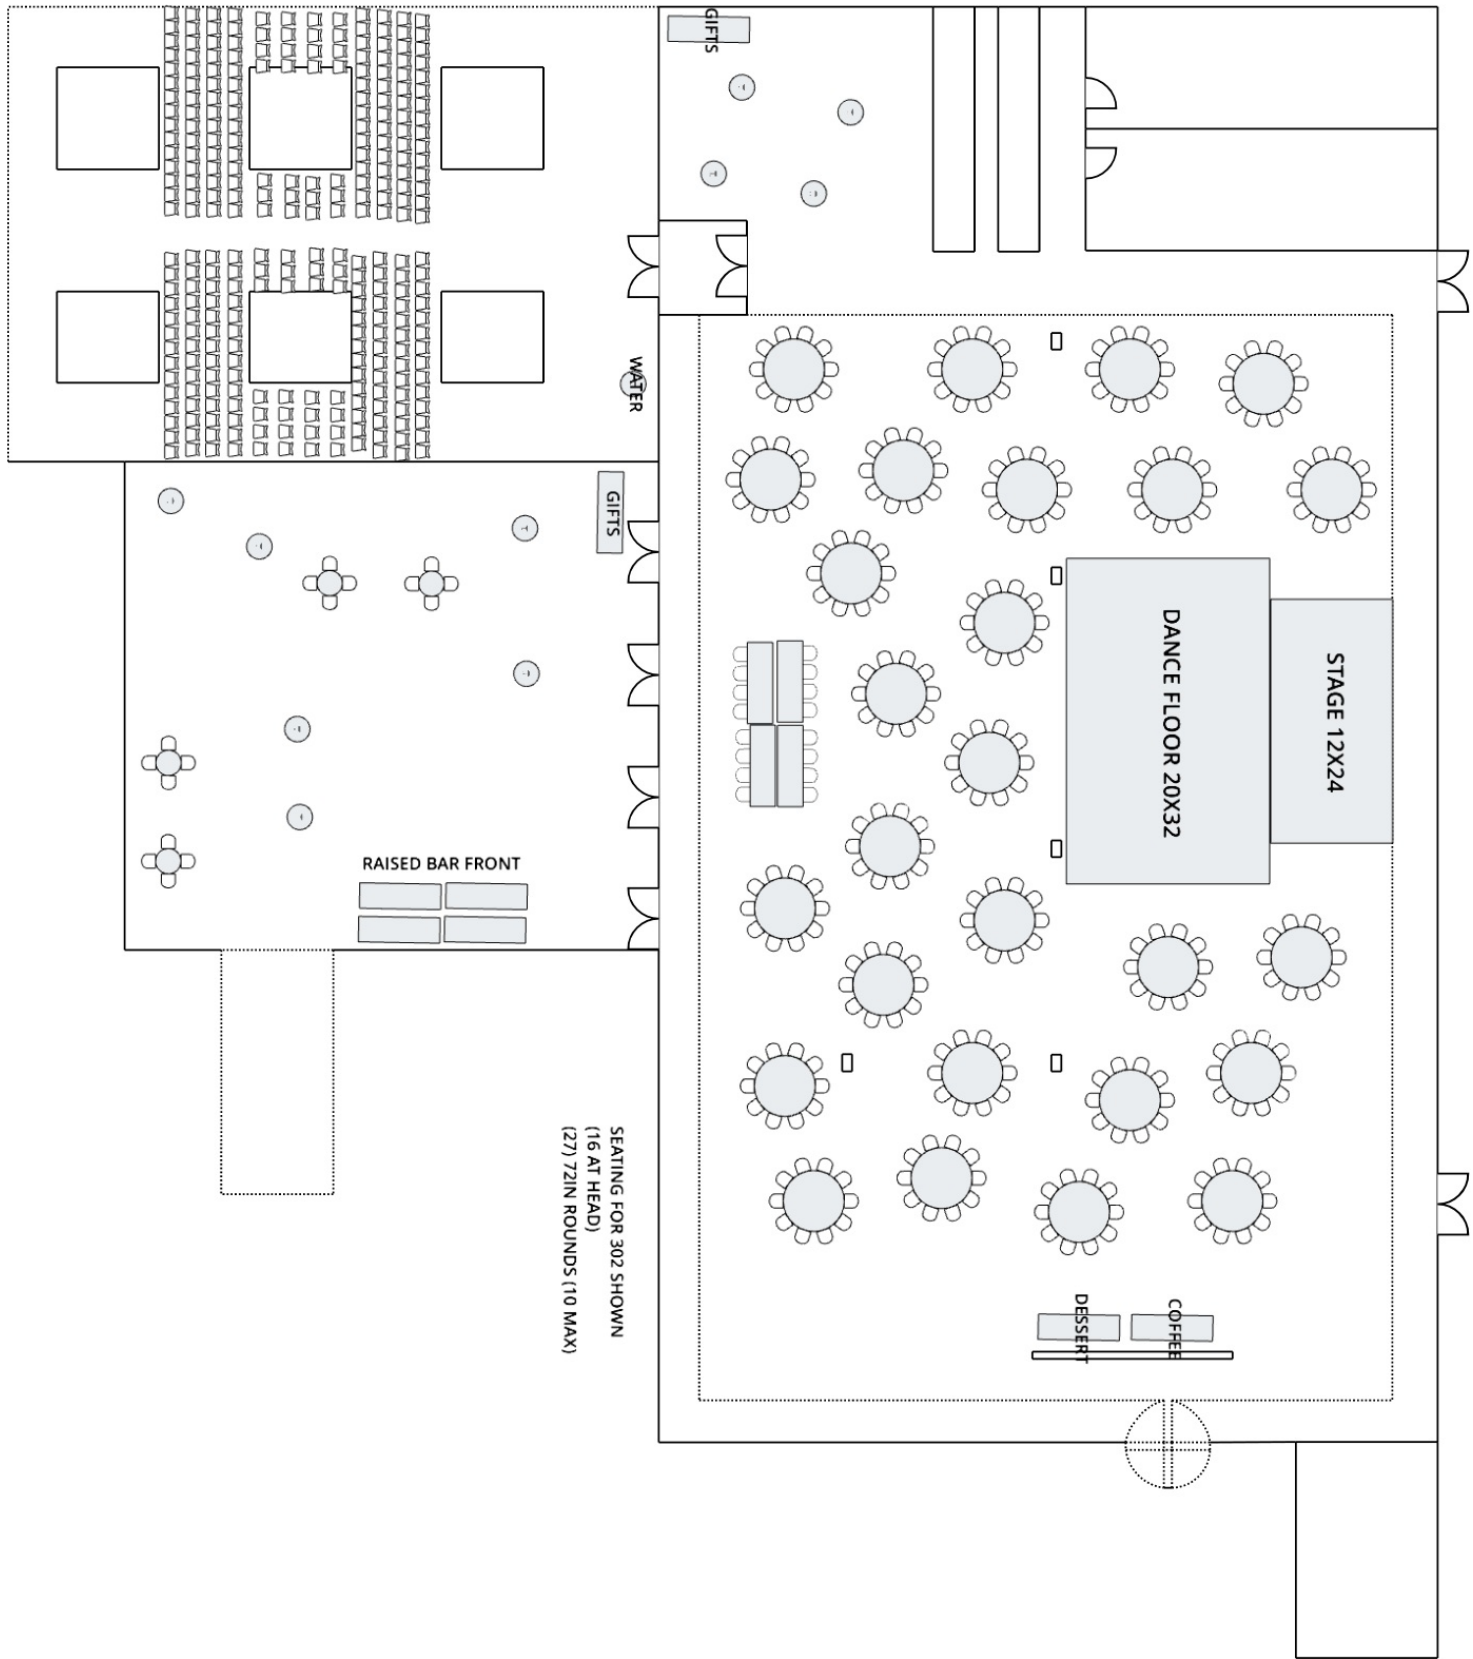 GIFTS
WATER
GIFTS
DANCE FLOOR 20X32
STAGE 12X24
RAISED BAR FRONT
SEATING FOR 302 SHOWN
(16 AT HEAD)
(27) 72IN ROUNDS (10 MAX)
DESSERT
COFFEE